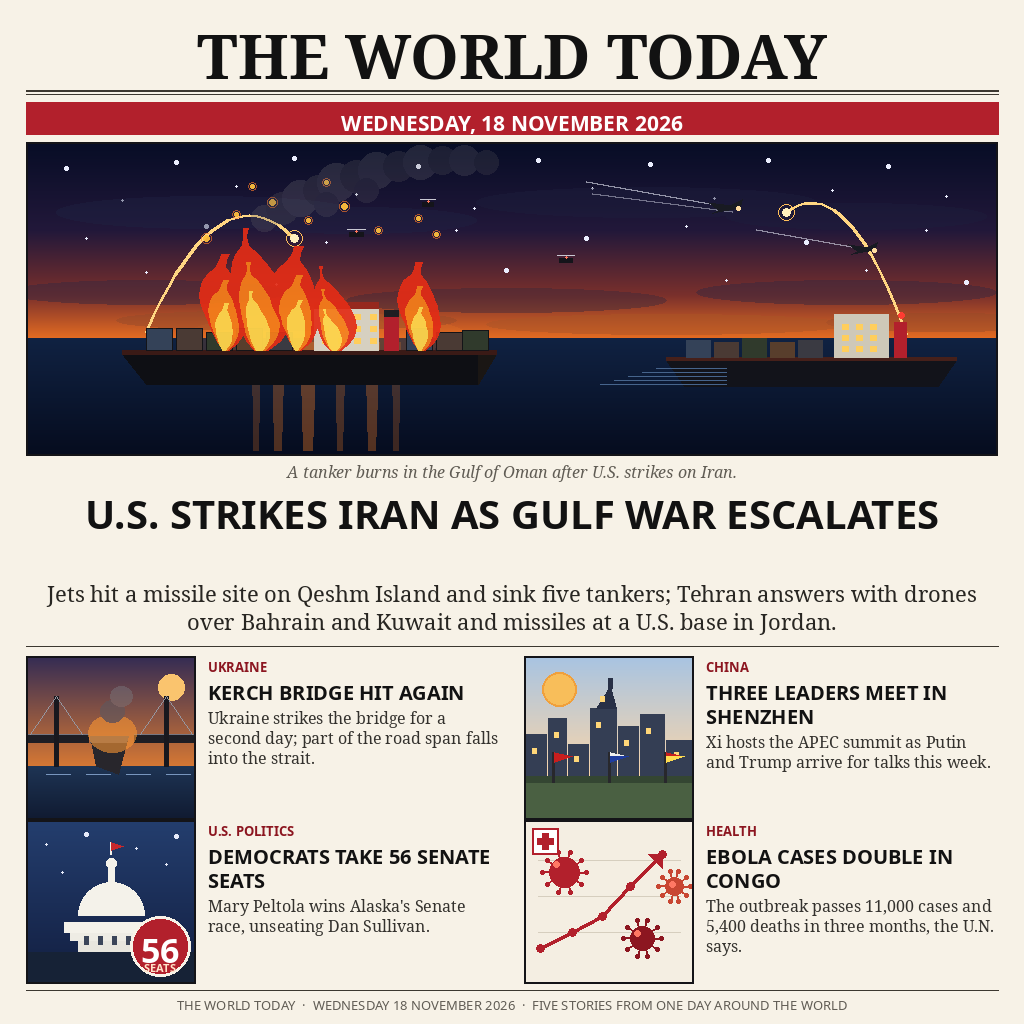 THE WORLD TODAY
WEDNESDAY, 18 NOVEMBER 2026
A tanker burns in the Gulf of Oman after U.S. strikes on Iran.
U.S. STRIKES IRAN AS GULF WAR ESCALATES
Jets hit a missile site on Qeshm Island and sink five tankers; Tehran answers with drones
over Bahrain and Kuwait and missiles at a U.S. base in Jordan.
UKRAINE
KERCH BRIDGE HIT AGAIN
Ukraine strikes the bridge for a
second day; part of the road span falls
into the strait.
CHINA
THREE LEADERS MEET IN
SHENZHEN
Xi hosts the APEC summit as Putin
and Trump arrive for talks this week.
56
SEATS
U.S. POLITICS
DEMOCRATS TAKE 56 SENATE
SEATS
Mary Peltola wins Alaska's Senate
race, unseating Dan Sullivan.
HEALTH
EBOLA CASES DOUBLE IN
CONGO
The outbreak passes 11,000 cases and
5,400 deaths in three months, the U.N.
says.
THE WORLD TODAY · WEDNESDAY 18 NOVEMBER 2026 · FIVE STORIES FROM ONE DAY AROUND THE WORLD